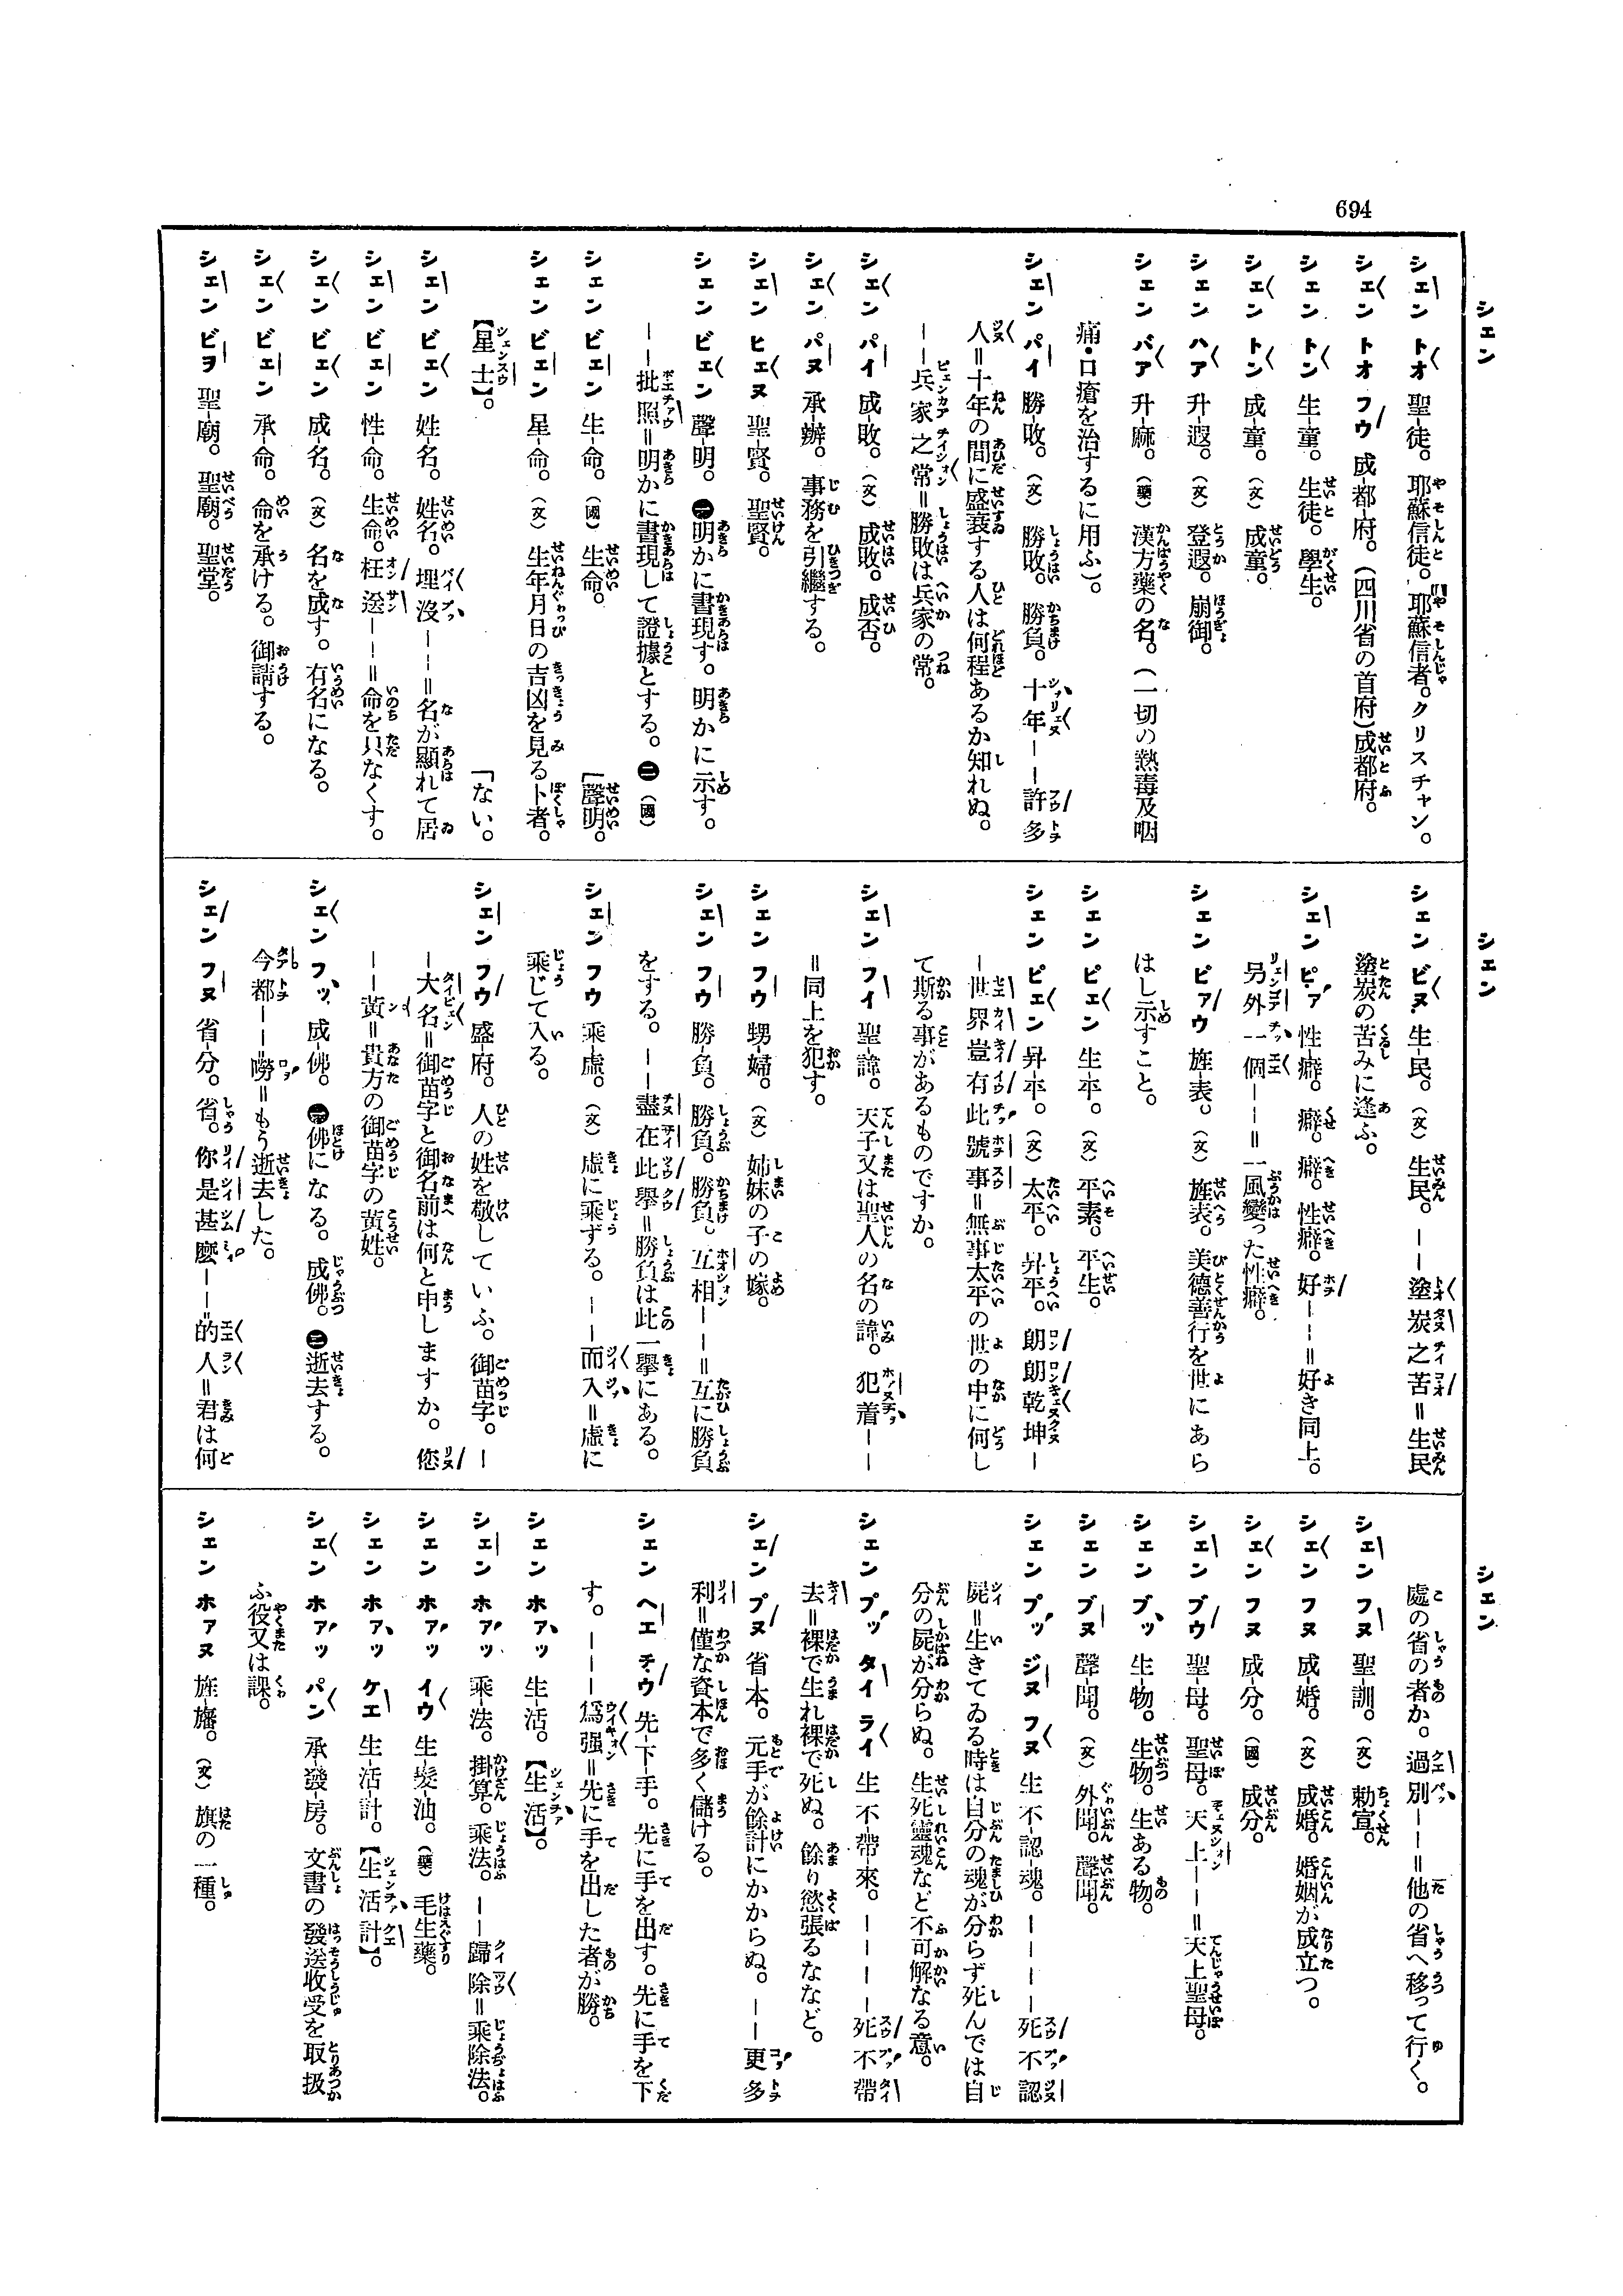 694
シェン
シェン トオ 聖-徒。耶蘇信徒。耶蘇信者。クリスチャン。
シェン トオ フウ 成-都-府。(四川省の首府)成都府。
シェン トン 生-童。生徒。學生。
シェン トン 成-童。(文)成童。
シェン ハア 升-遐。(文)登遐。崩御。
シェン バア 升-麻。(藥)漢方藥の名。(一切の熱毒及咽
痛・口瘡を治するに用ふ)。
シェン パイ 勝-敗。(文)勝敗。勝負。十年－－許多
人＝十年の間に盛衰する人は何程あるか知れぬ。
－－兵家之常＝勝敗は兵家の常。
シェン パイ 成-敗。(文)成敗。成否。
シェン パヌ 承-辦。事務を引繼する。
シェン ヒェヌ 聖-賢。聖賢。
シェン ビェン 聲-明。㊀明かに書現す。明かに示す。
－－批照＝明かに書現して證據とする。㊁(國)
シェン ビェン 生-命。(國)生命。 ［聲明。
シェン ビェン 星-命。(文)生年月日の吉凶を見る卜者。
【星士】。 ［ない。
シェン ビェン 姓-名。姓名。埋沒－－－＝名が顯れて居
シェン ビェン 性-命。生命。枉送－－＝命を只なくす。
シェン ビェン 成-名。(文)名を成す。有名になる。
シェン ビェン 承-命。命を承ける。御請する。
シェン ビヲ 聖-廟。聖廟。聖堂。
シェン
シェン ビヌ 生-民。(文)生民。－－塗炭之苦＝生民
塗炭の苦みに逢ふ。
シェン ピァ 性-癖。癖。癖。性癖。好－－－＝好き同上。
另外一個－－－＝一風變った性癖。
シェン ピァウ 旌-表。(文)旌表。美德善行を世にあら
はし示すこと。
シェン ピェン 生-平。(文)平素。平生。
シェン ピェン 昇-平。(文)太平。昇平。朗朗乾坤－
－世界豈有此號事＝無事太平の世の中に何し
て斯る事があるものですか。
シェン フイ 聖-諱。天子又は聖人の名の諱。犯着－－
＝同上を犯す。
シェン フウ 甥-婦。(文)姉妹の子の嫁。
シェン フウ 勝-負。勝負。勝負。互相－－＝互に勝負
をする。－－盡在此擧＝勝負は此一擧にある。
シェン フウ 乘-虛。(文)虛に乘ずる。－－而入＝虛に
乘じて入る。
シェン フウ 盛-府。人の姓を敬していふ。御苗字。－
－大名＝御苗字と御名前は何と申しますか。您
－－黃＝貴方の御苗字の黃姓。
シェン フッ 成-佛。㊀佛になる。成佛。㊁逝去する。
今都－－嘮＝もう逝去した。
シェン フヌ 省-分。省。你是甚麼－－的人＝君は何
シェン
處の省の者か。過別－－＝他の省へ移って行く。
シェン フヌ 聖-訓。(文)勅宣。
シェン フヌ 成-婚。(文)成婚。婚姻が成立つ。
シェン フヌ 成-分。(國)成分。
シェン ブウ 聖-母。聖母。天上－－＝天上聖母。
シェン ブッ 生-物。生物。生ある物。
シェン ブヌ 聲-聞。(文)外聞。聲聞。
シェン プッ ジヌ フヌ 生-不-認-魂。－－－－死不認
屍＝生きてゐる時は自分の魂が分らず死んでは自
分の屍が分らぬ。生死靈魂など不可解なる意。
シェン プッ タイ ライ 生-不-帶-來。－－－－死不帶
去＝裸で生れ裸で死ぬ。餘り慾張るななど。
シェン プヌ 省-本。元手が餘計にかからぬ。－－更多
利＝僅な資本で多く儲ける。
シェン ヘエ チウ 先-下-手。先に手を出す。先に手を下
す。－－－爲强＝先に手を出した者が勝。
シェン ホァッ 生-活。【生活】。
シェン ホァッ 乘-法。掛算。乘法。－－歸除＝乘除法。
シェン ホァッ イウ 生-髮-油。(藥)毛生藥。
シェン ホァッ ケエ 生-活-計。【生活計】。
シェン ホァッ パン 承-發-房。文書の發送收受を取扱
ふ役又は課。
シェン ホァヌ 旌-旛。(文)旗の一種。